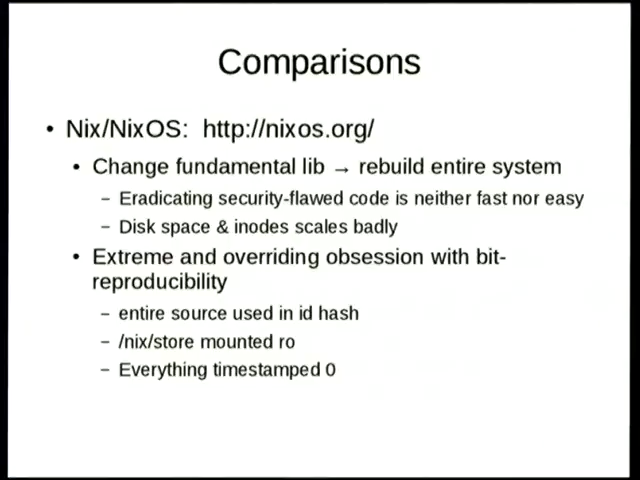 Comparisons
• Nix/NixOS:  http://nixos.org/
• Change fundamental lib → rebuild entire system
– Eradicating security-flawed code is neither fast nor easy
– Disk space & inodes scales badly
• Extreme and overriding obsession with bit-
reproducibility
– entire source used in id hash
– /nix/store mounted ro
– Everything timestamped 0